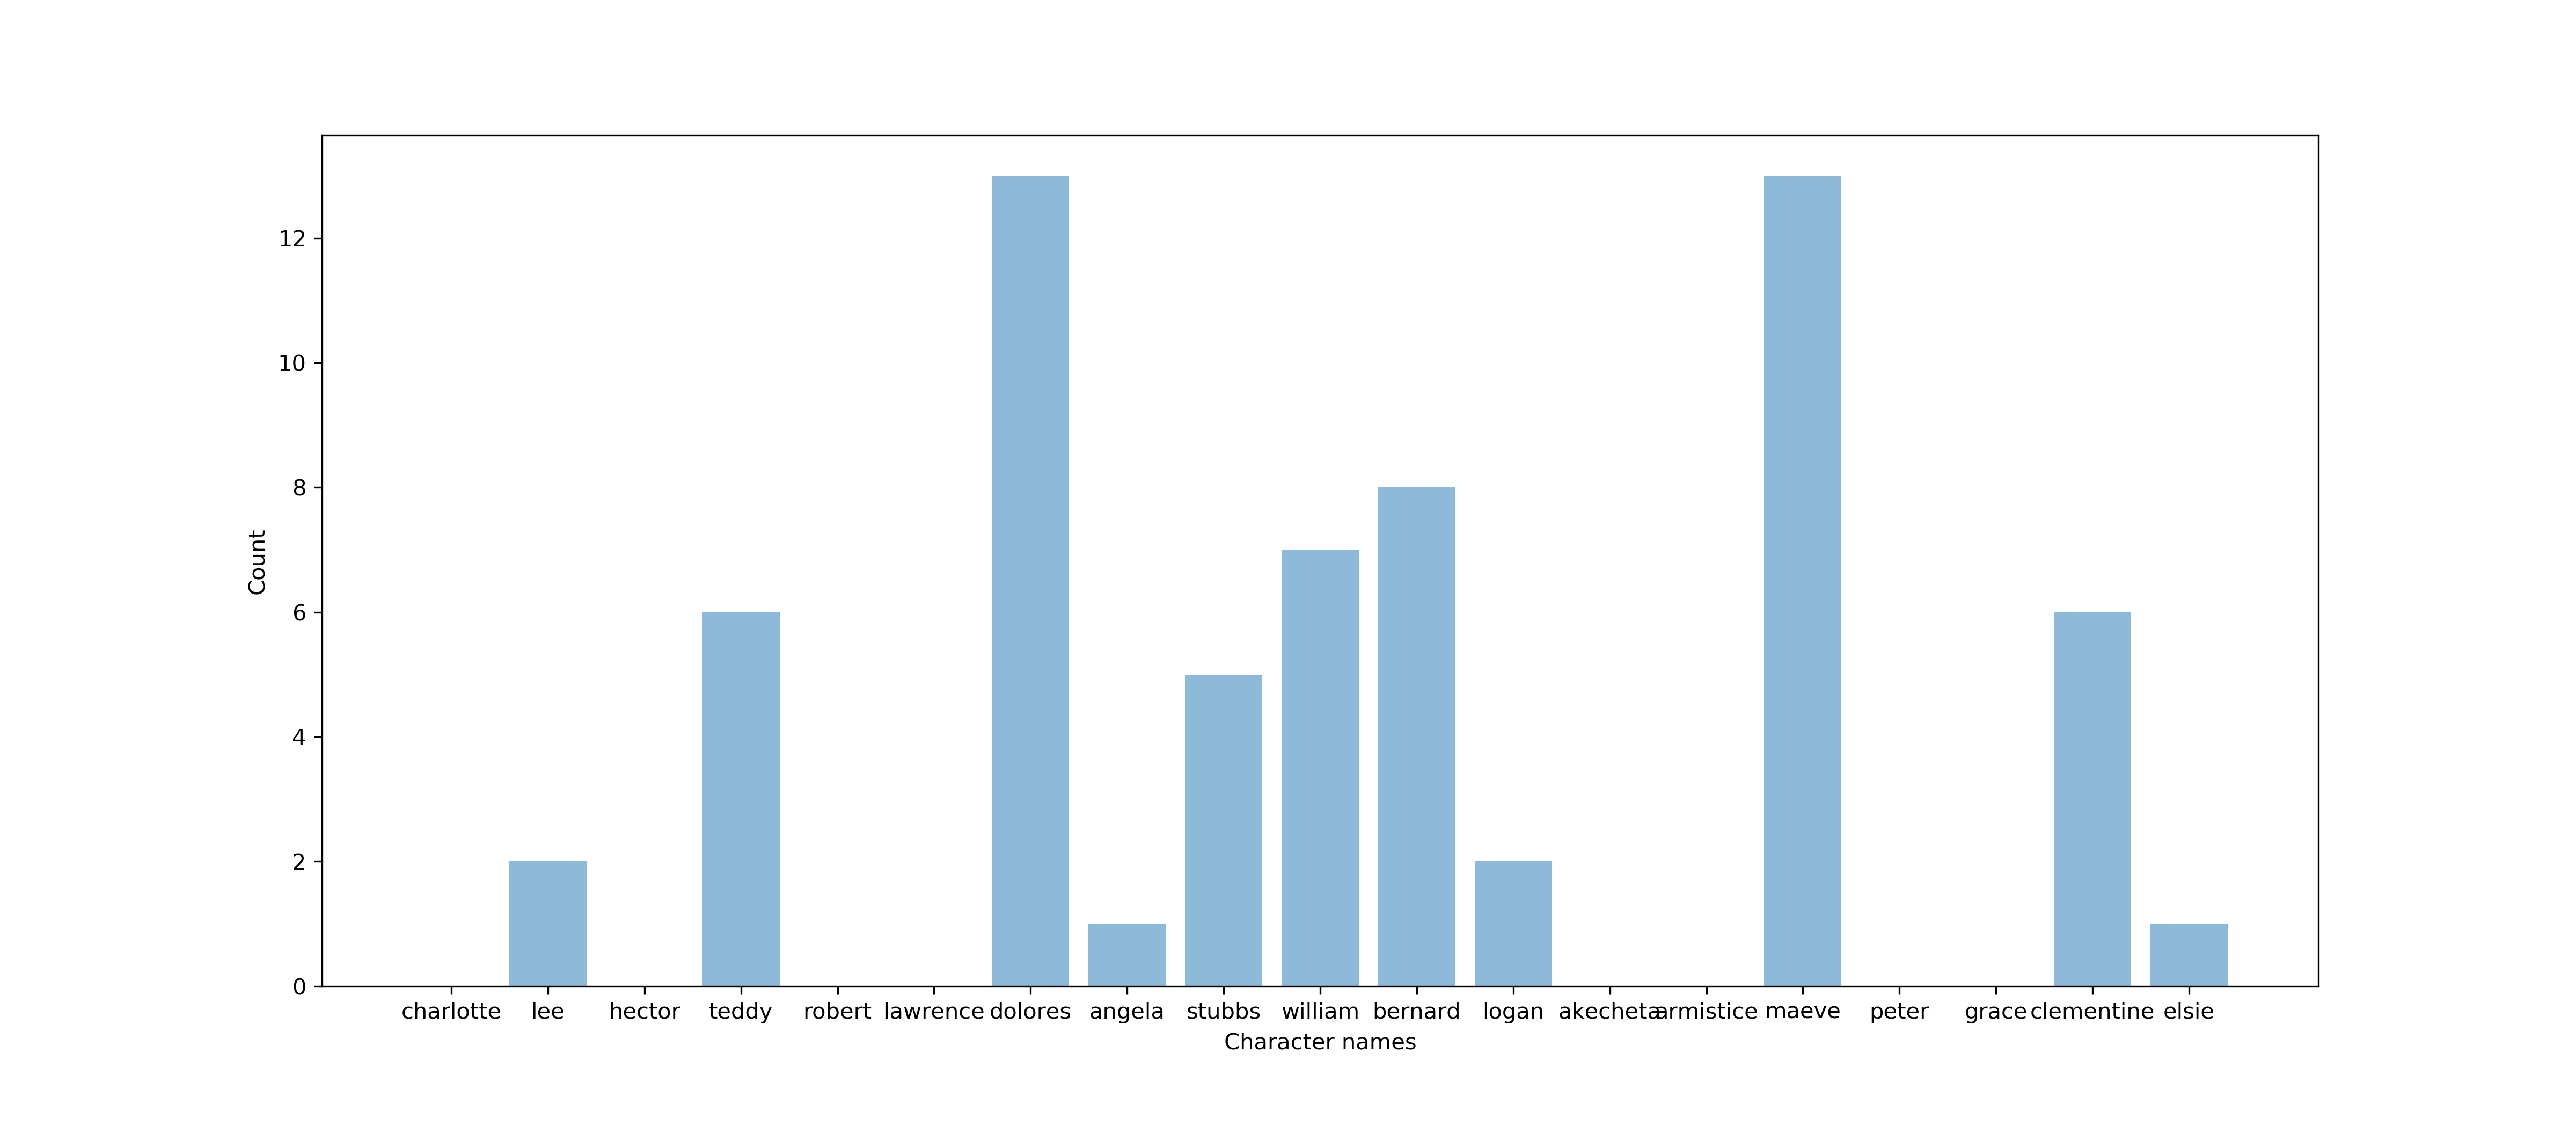 12
10
8
6
4
2
0
Count
charlotte lee hector teddy robert lawrence dolores angela stubbs william bernard logan akecheta armistice maeve peter grace clementine elsie
Character names